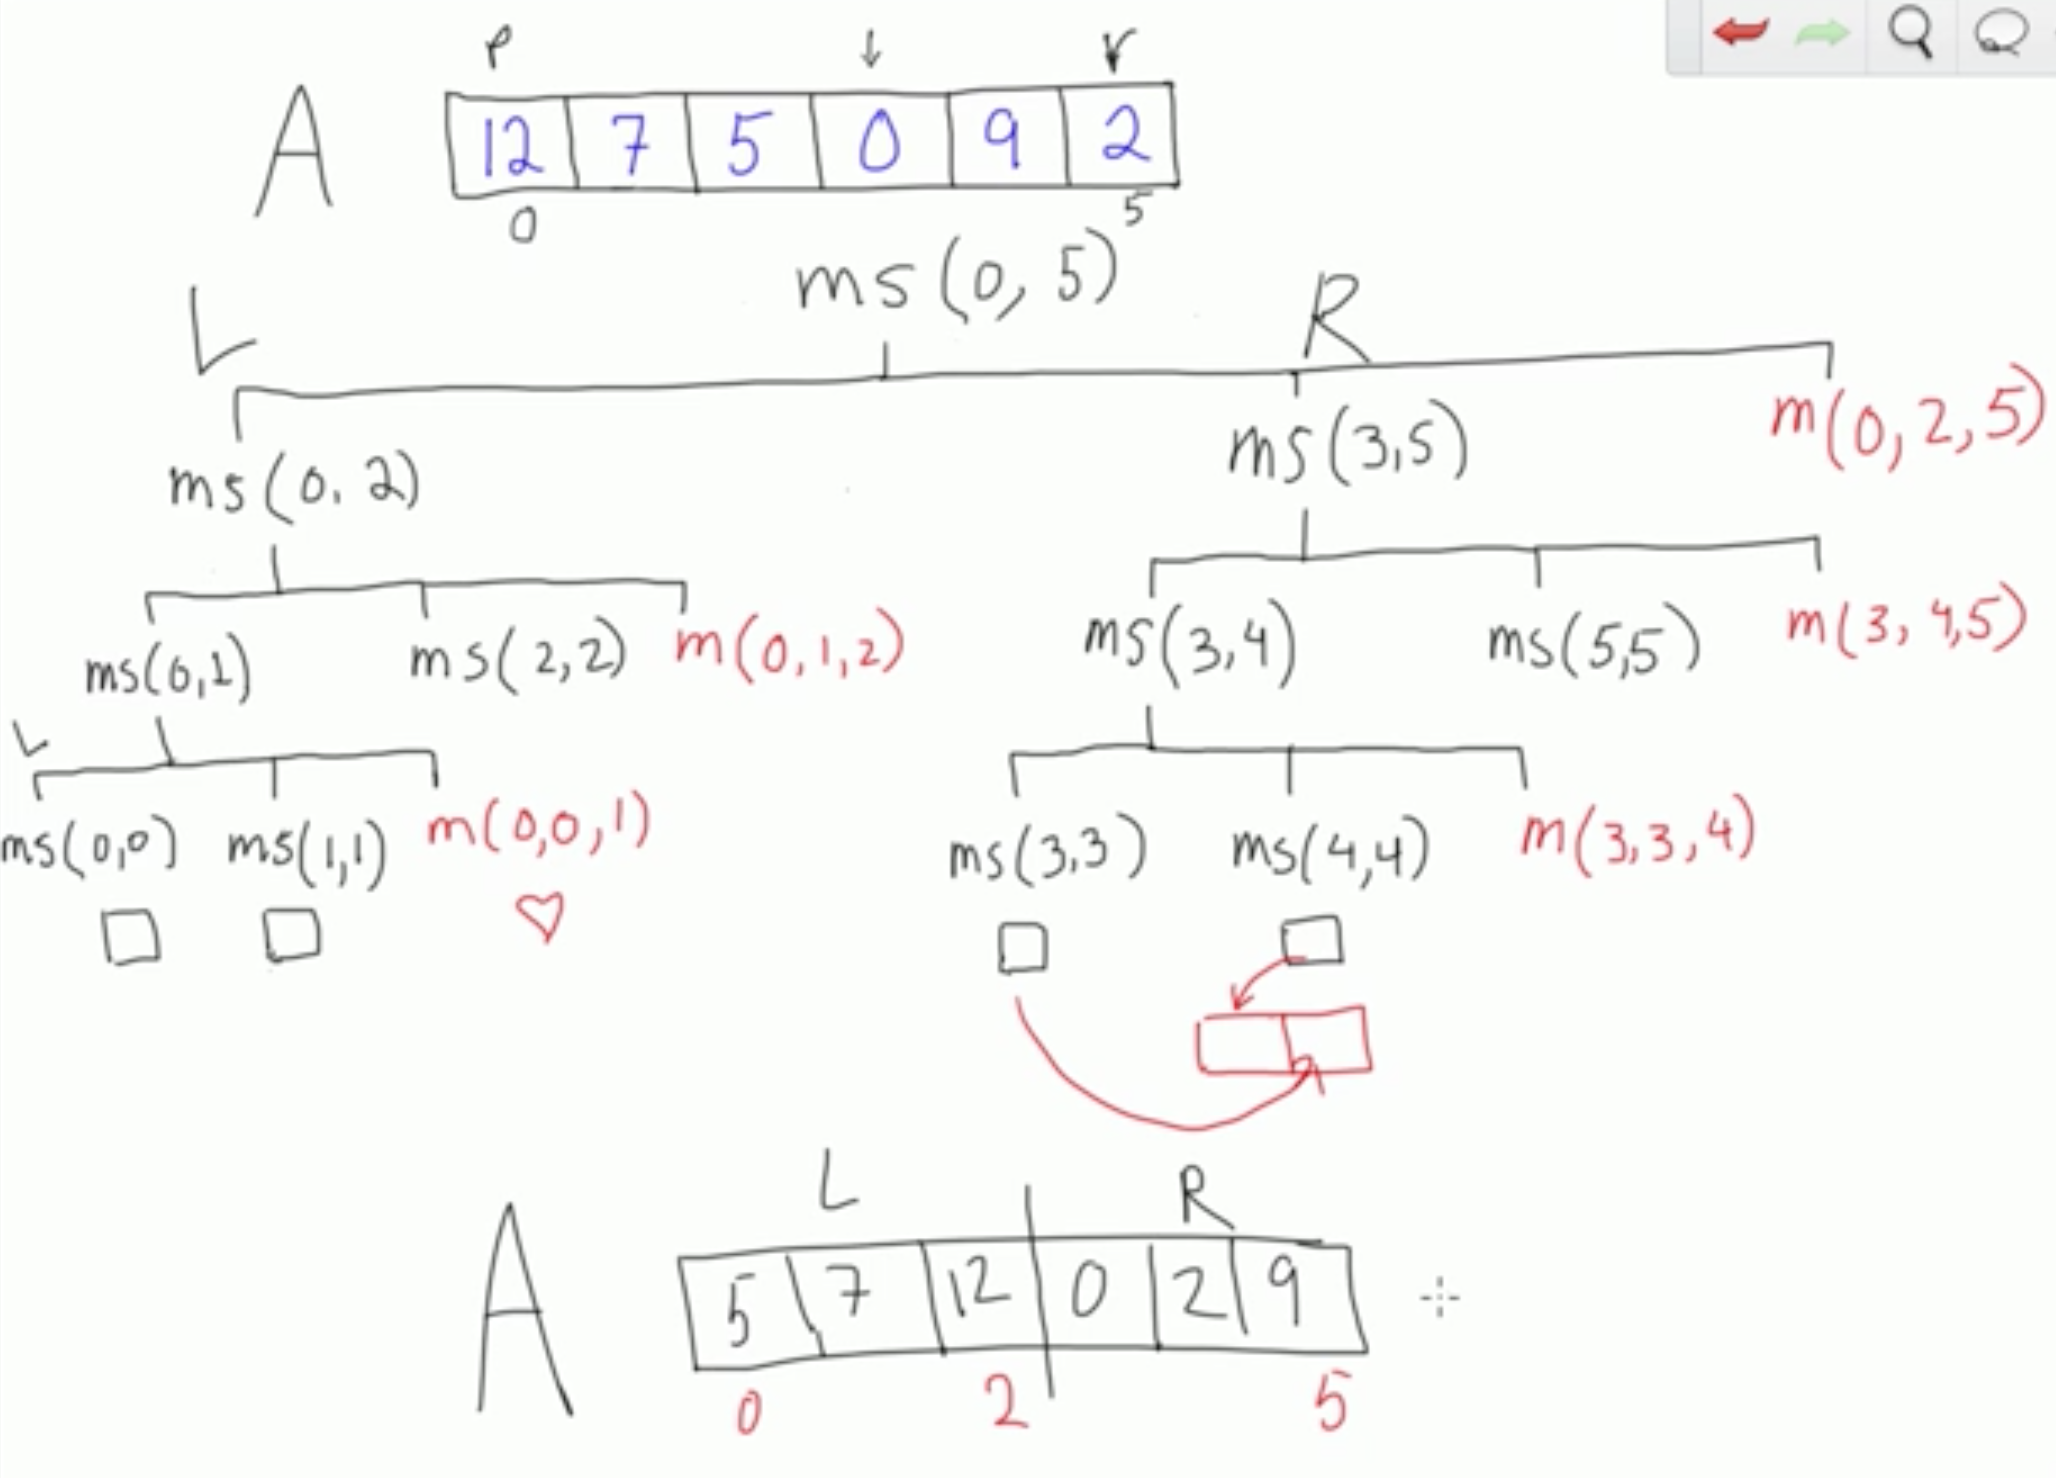 p ↓ r
A 12 7 5 0 9 2
0 5
ms(0, 5)
L R
ms(0, 2) ms(3,5) m(0, 2, 5)
ms(0,1) ms(2,2) m(0,1,2) ms(3,4) ms(5,5) m(3, 4,5)
L
ms(0,0) ms(1,1) m(0,0,1) ms(3,3) ms(4,4) m(3,3,4)
L R
A 5 7 12 0 2 9
0 2 5